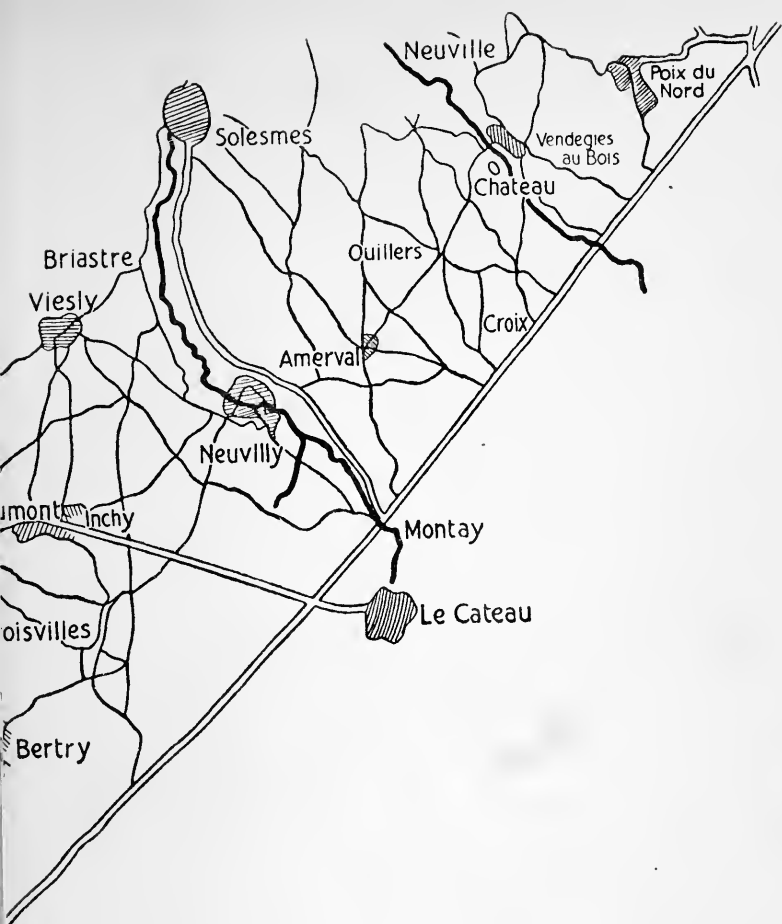 Neuville
Poix du
Nord
Solesmes
Vendegies
au Bois
Chateau
Briastre
Ouillers
Viesly
Croix
Amerval
Neuvilly
umont
Inchy
Montay
Le Cateau
oisvilles
Bertry